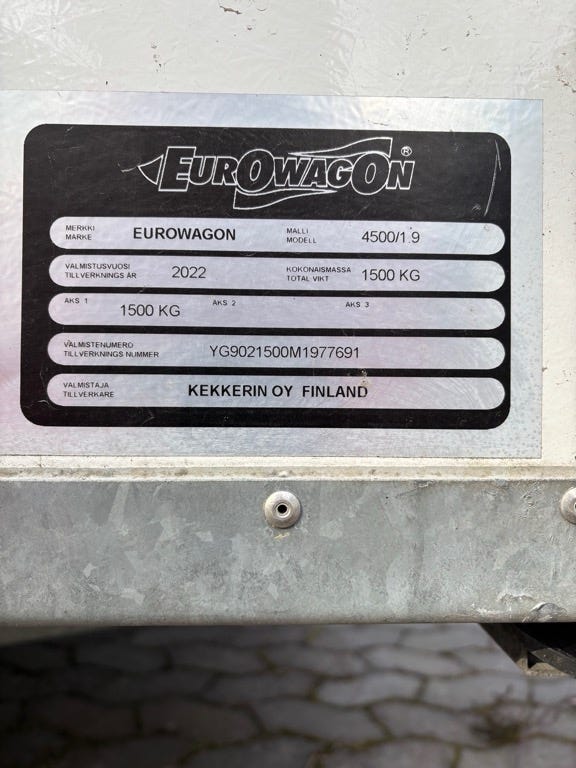 EUROWAGON®
MERKKI
MARKE
EUROWAGON
MALLI
MODELL
4500/1.9
VALMISTUSVUOSI
TILLVERKNINGS ÅR
2022
KOKONAISMASSA
TOTAL VIKT
1500 KG
AKS 1
1500 KG
AKS 2
AKS 3
VALMISTENUMERO
TILLVERKNINGS NUMMER
YG9021500M1977691
VALMISTAJA
TILLVERKARE
KEKKERIN OY FINLAND